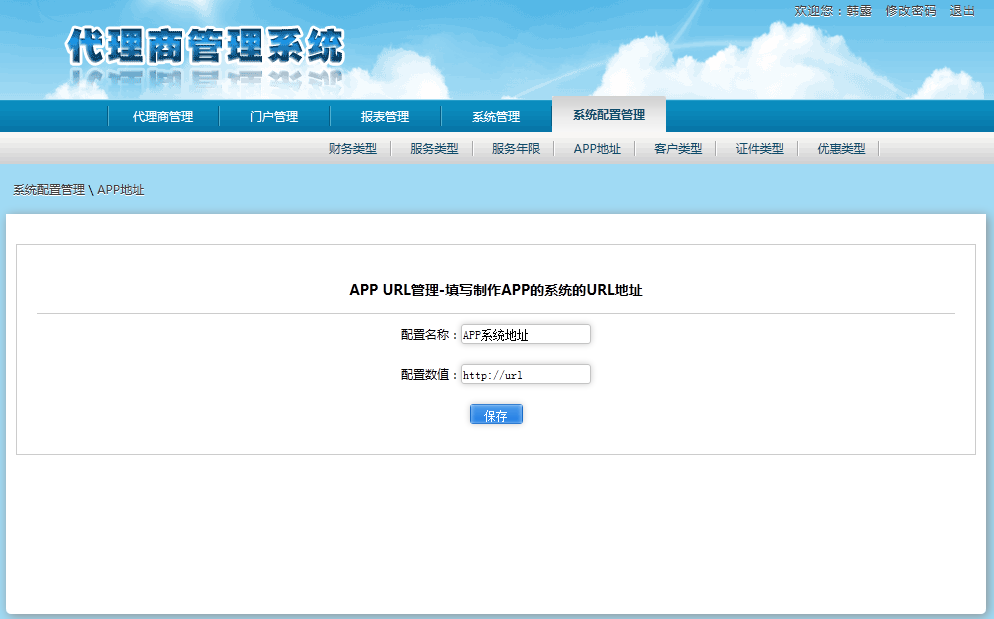 欢迎您：韩露 修改密码 退出
代理商管理系统
代理商管理 门户管理 报表管理 系统管理 系统配置管理
财务类型 服务类型 服务年限 APP地址 客户类型 证件类型 优惠类型
系统配置管理 \ APP地址
APP URL管理-填写制作APP的系统的URL地址
配置名称： APP系统地址
配置数值： http://url
保存